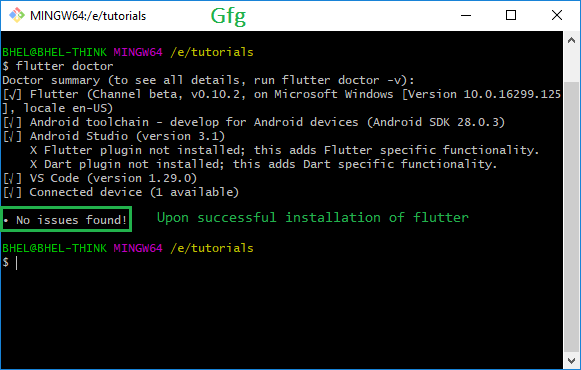 MINGW64:/e/tutorials
Gfg
BHEL@BHEL-THINK MINGW64 /e/tutorials
$ flutter doctor
Doctor summary (to see all details, run flutter doctor -v):
[√] Flutter (Channel beta, v0.10.2, on Microsoft Windows [Version 10.0.16299.125
], locale en-US)
[√] Android toolchain - develop for Android devices (Android SDK 28.0.3)
[√] Android Studio (version 3.1)
X Flutter plugin not installed; this adds Flutter specific functionality.
X Dart plugin not installed; this adds Dart specific functionality.
[√] VS Code (version 1.29.0)
[√] Connected device (1 available)
• No issues found! Upon successful installation of flutter
BHEL@BHEL-THINK MINGW64 /e/tutorials
$